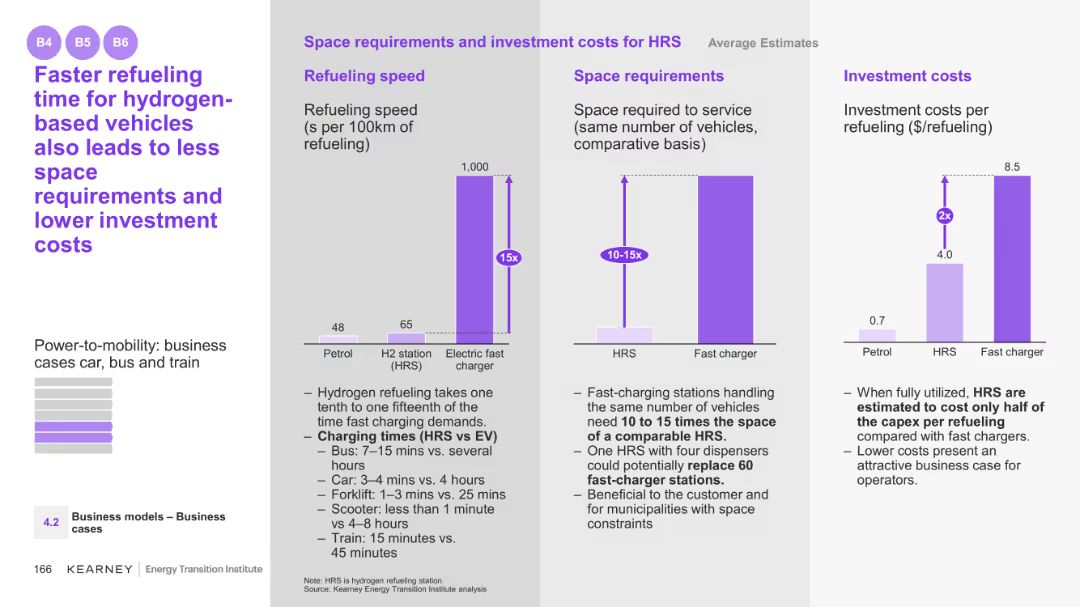 B4 B5 B6
Faster refueling
time for hydrogen-
based vehicles
also leads to less
space
requirements and
lower investment
costs
Power-to-mobility: business
cases car, bus and train
4.2 Business models – Business
cases
166 KEARNEY Energy Transition Institute
Space requirements and investment costs for HRS Average Estimates
Refueling speed
Refueling speed
(s per 100km of
refueling)
1,000
15x
48
65
Petrol
H2 station
(HRS)
Electric fast
charger
– Hydrogen refueling takes one
tenth to one fifteenth of the
time fast charging demands.
– Charging times (HRS vs EV)
– Bus: 7–15 mins vs. several
hours
– Car: 3–4 mins vs. 4 hours
– Forklift: 1–3 mins vs. 25 mins
– Scooter: less than 1 minute
vs 4–8 hours
– Train: 15 minutes vs.
45 minutes
Note: HRS is hydrogen refueling station.
Source: Kearney Energy Transition Institute analysis
Space requirements
Space required to service
(same number of vehicles,
comparative basis)
10-15x
HRS
Fast charger
– Fast-charging stations handling
the same number of vehicles
need 10 to 15 times the space
of a comparable HRS.
– One HRS with four dispensers
could potentially replace 60
fast-charger stations.
– Beneficial to the customer and
for municipalities with space
constraints
Investment costs
Investment costs per
refueling ($/refueling)
8.5
2x
4.0
0.7
Petrol
HRS
Fast charger
– When fully utilized, HRS are
estimated to cost only half of
the capex per refueling
compared with fast chargers.
– Lower costs present an
attractive business case for
operators.